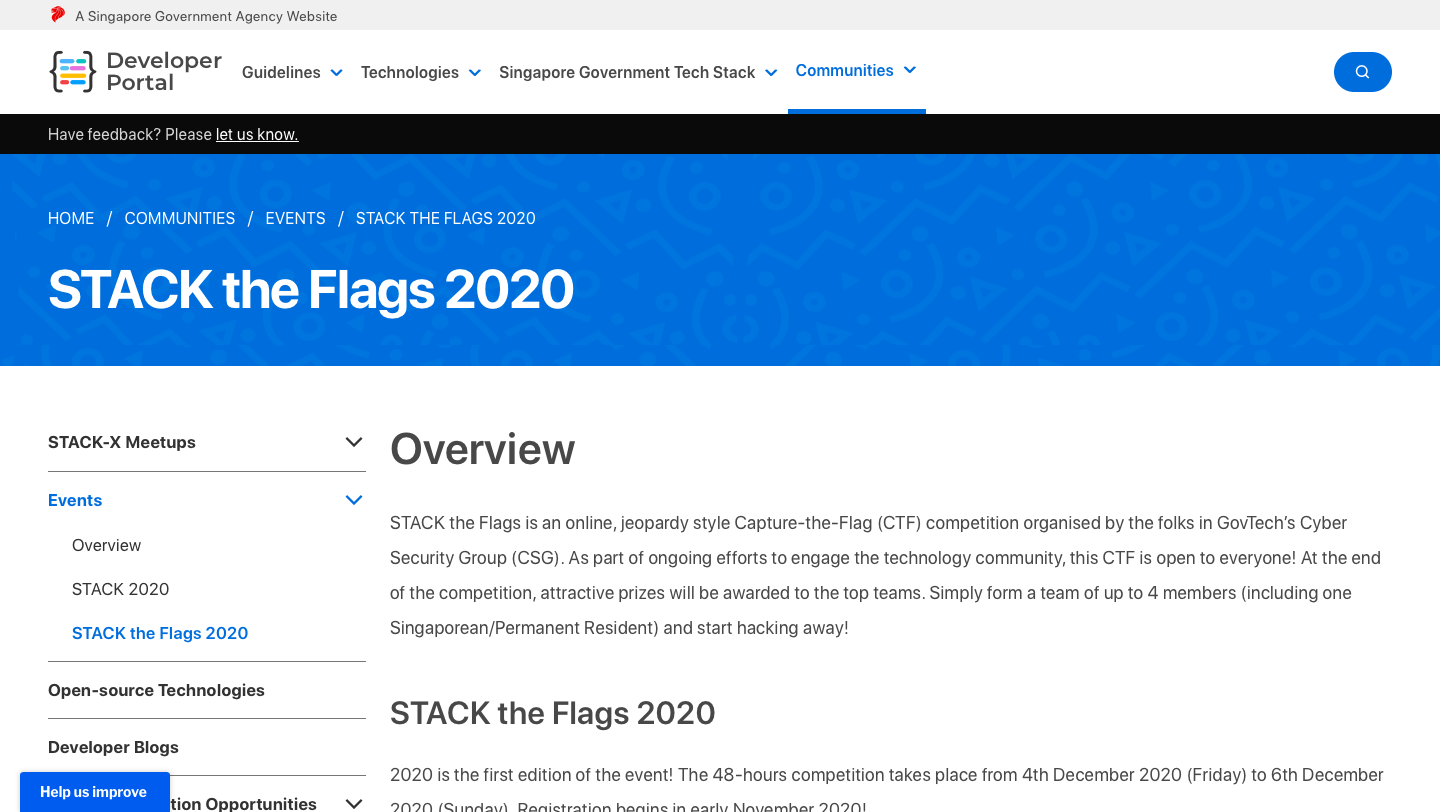 A Singapore Government Agency Website
Developer
Portal
Guidelines Technologies Singapore Government Tech Stack Communities
Have feedback? Please let us know.
HOME / COMMUNITIES / EVENTS / STACK THE FLAGS 2020
STACK the Flags 2020
STACK-X Meetups
Events
Overview
STACK 2020
STACK the Flags 2020
Open-source Technologies
Developer Blogs
tion Opportunities
Help us improve
Overview
STACK the Flags is an online, jeopardy style Capture-the-Flag (CTF) competition organised by the folks in GovTech’s Cyber
Security Group (CSG). As part of ongoing efforts to engage the technology community, this CTF is open to everyone! At the end
of the competition, attractive prizes will be awarded to the top teams. Simply form a team of up to 4 members (including one
Singaporean/Permanent Resident) and start hacking away!
STACK the Flags 2020
2020 is the first edition of the event! The 48-hours competition takes place from 4th December 2020 (Friday) to 6th December
2020 (Sunday). Registration begins in early November 2020!